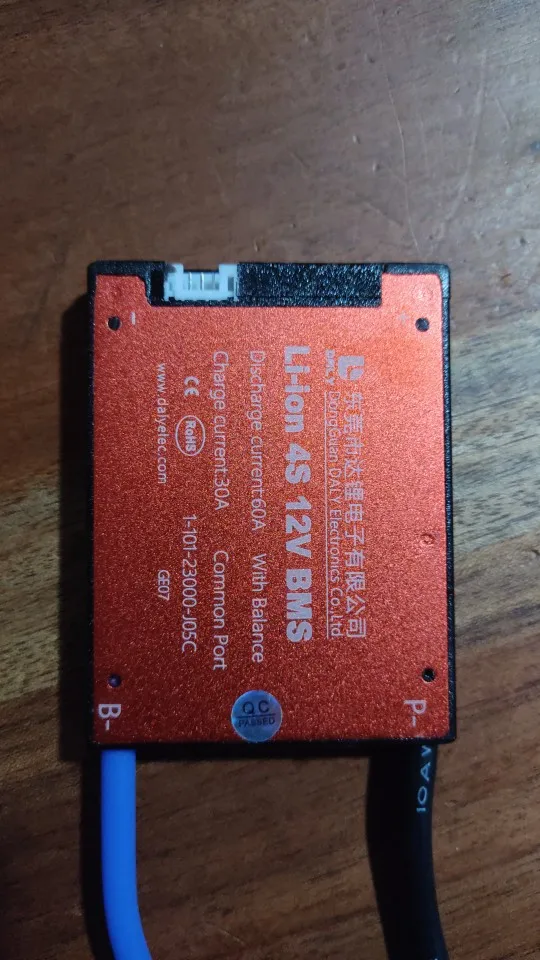 DALY
东莞市达锂电子有限公司
DongGuan DALY Electronics Co.,Ltd
Li-ion 4S 12V BMS
Discharge current:60A With Balance
Charge current:30A Common Port
CE RoHS 1-101-23000-J05C
www.dalyelec.com GE07
QC
PASSED
B-
P-
10AW